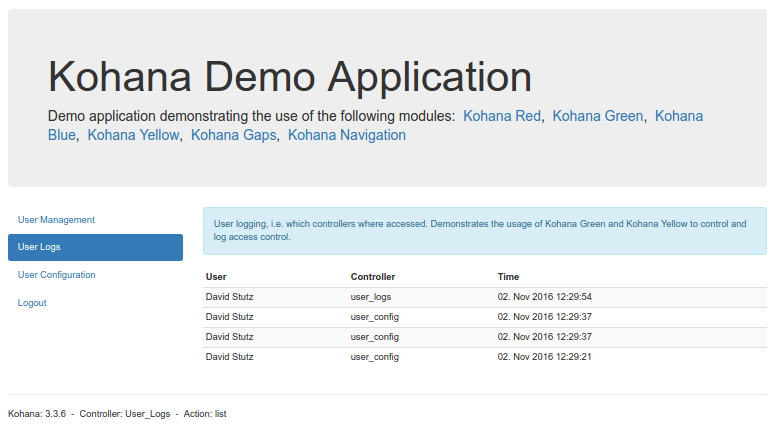 Kohana Demo Application
Demo application demonstrating the use of the following modules: Kohana Red, Kohana Green, Kohana
Blue, Kohana Yellow, Kohana Gaps, Kohana Navigation
User Management
User Logs
User Configuration
Logout
User logging, i.e. which controllers where accessed. Demonstrates the usage of Kohana Green and Kohana Yellow to control and
log access control.
User Controller Time
David Stutz user_logs 02. Nov 2016 12:29:54
David Stutz user_config 02. Nov 2016 12:29:37
David Stutz user_config 02. Nov 2016 12:29:37
David Stutz user_config 02. Nov 2016 12:29:21
Kohana: 3.3.6 - Controller: User_Logs - Action: list